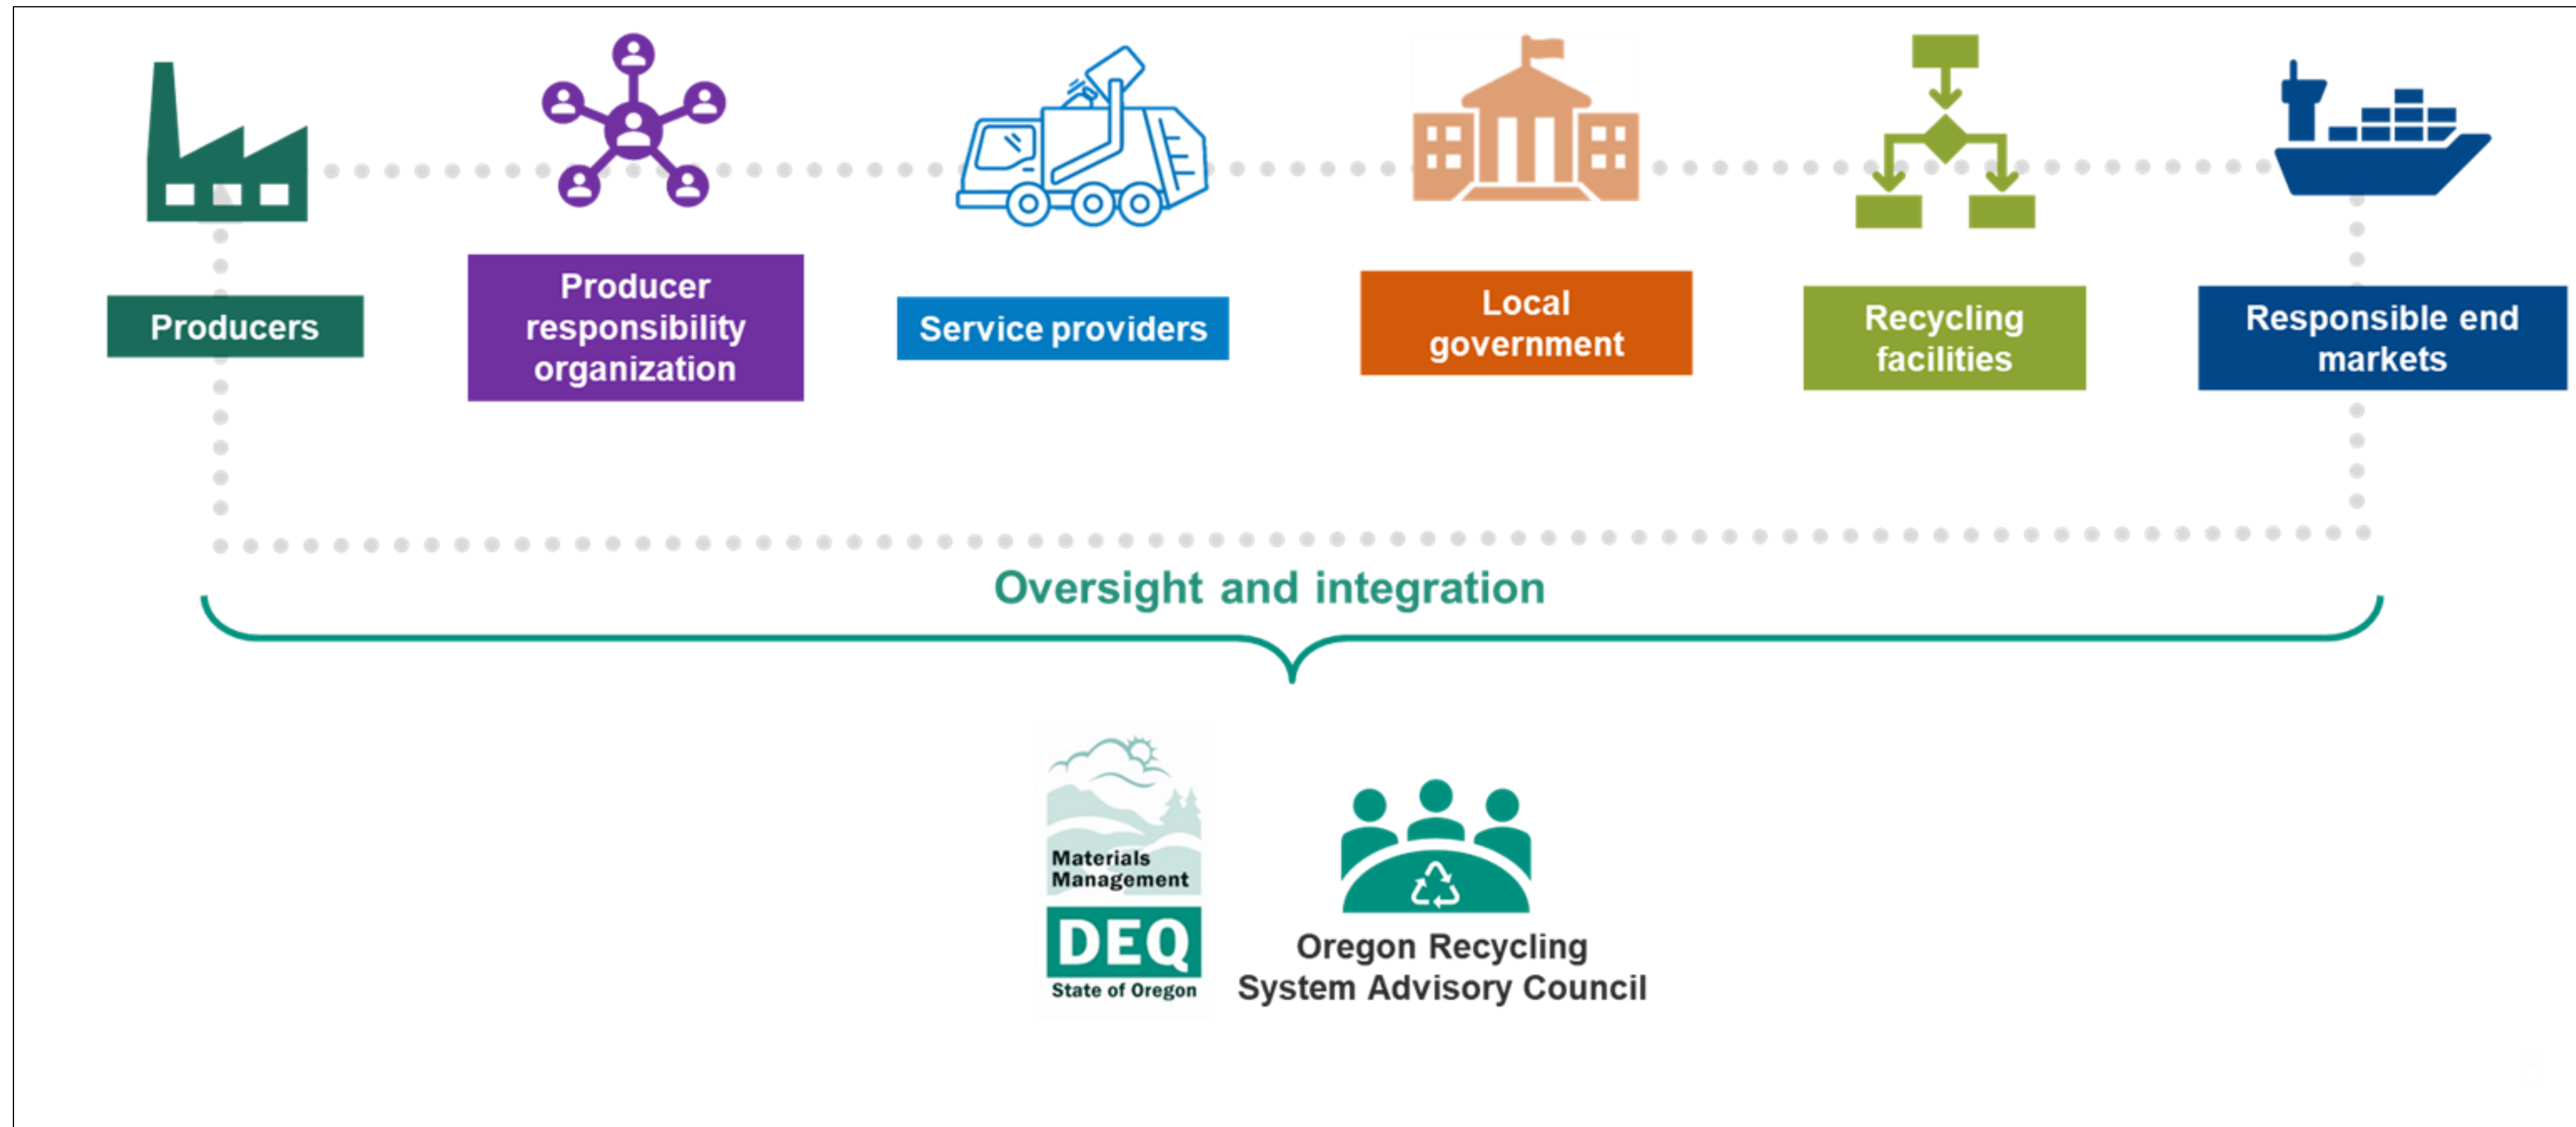 Producers
Producer
responsibility
organization
Service providers
Local
government
Recycling
facilities
Responsible end
markets
Oversight and integration
Materials
Management
DEQ
State of Oregon
Oregon Recycling
System Advisory Council